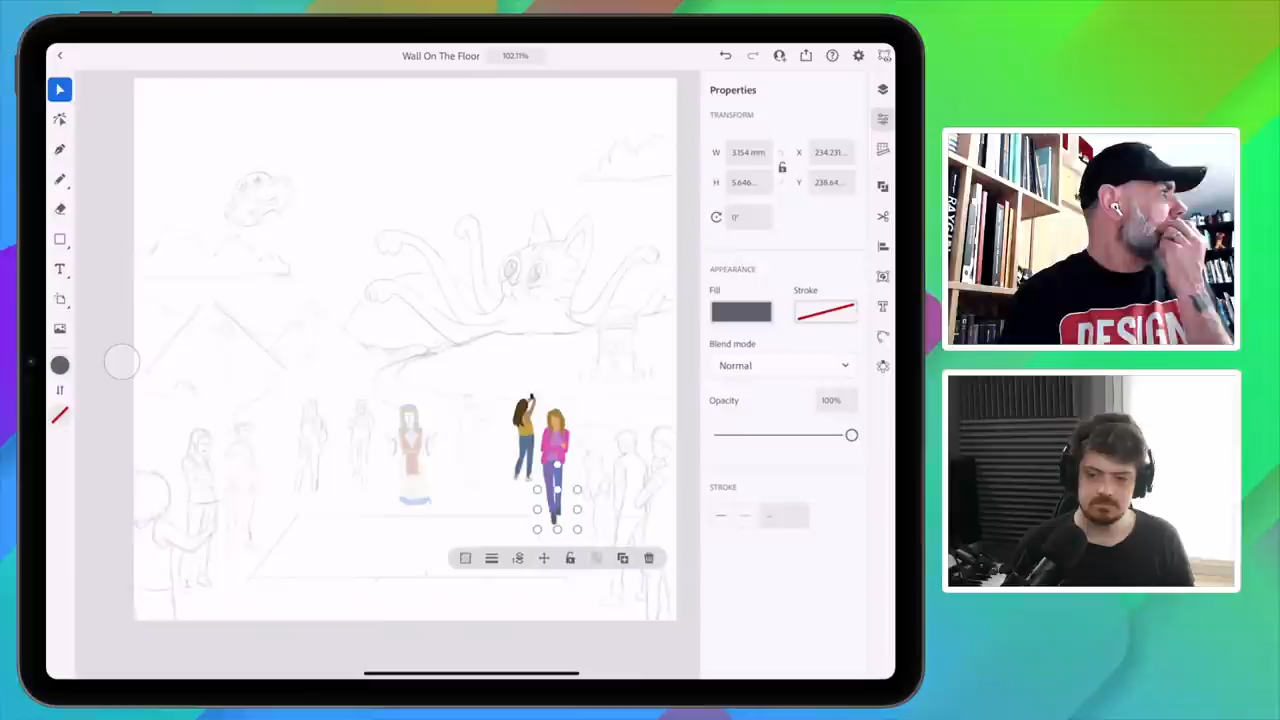 Wall On The Floor 102.11%
Properties
TRANSFORM
W 3.154 mm X 234.231...
H 5.646... Y 238.64...
0°
APPEARANCE
Fill Stroke
Blend mode
Normal
Opacity 100%
STROKE
T
DESIGN